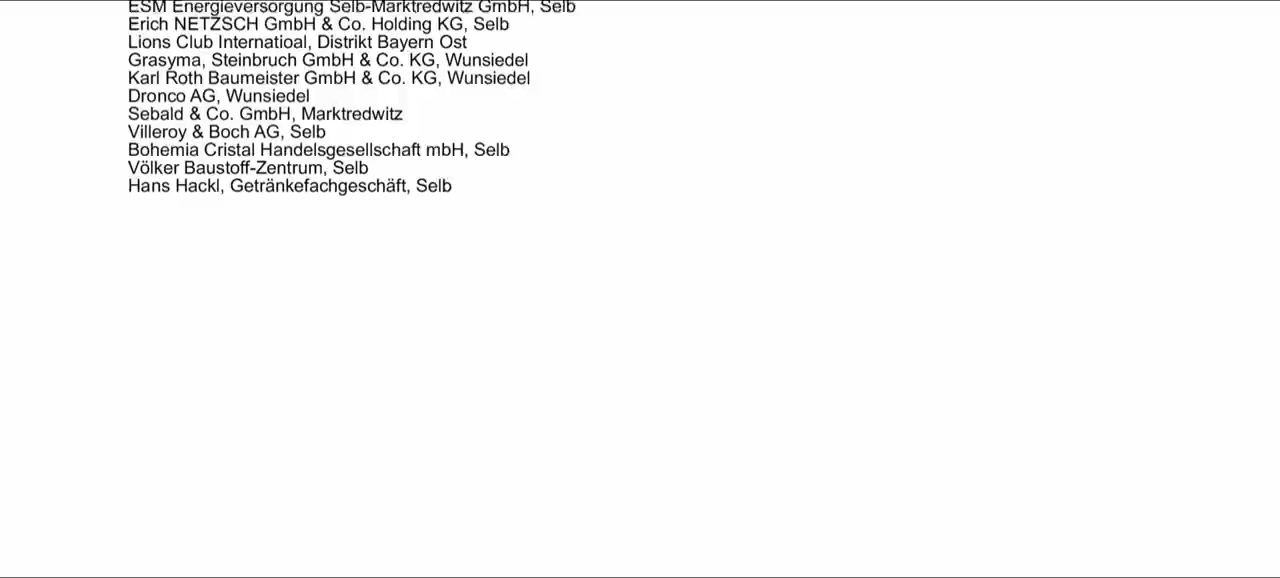 ESM Energieversorgung Selb-Marktredwitz GmbH, Selb
Erich NETZSCH GmbH & Co. Holding KG, Selb
Lions Club Internatioal, Distrikt Bayern Ost
Grasyma, Steinbruch GmbH & Co. KG, Wunsiedel
Karl Roth Baumeister GmbH & Co. KG, Wunsiedel
Dronco AG, Wunsiedel
Sebald & Co. GmbH, Marktredwitz
Villeroy & Boch AG, Selb
Bohemia Cristal Handelsgesellschaft mbH, Selb
Völker Baustoff-Zentrum, Selb
Hans Hackl, Getränkefachgeschäft, Selb